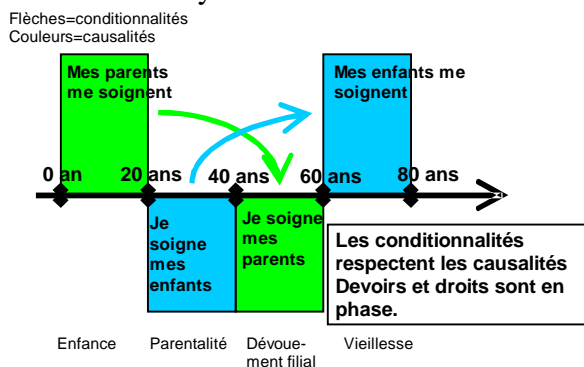 Flèches=conditionnalités
Couleurs=causalités
Mes parents
me soignent
Mes enfants me
soignent
0 an
20 ans
40 ans
60 ans
80 ans
Je
soigne
mes
enfants
Je soigne
mes
parents
Les conditionnalités
respectent les causalités
Devoirs et droits sont en
phase.
Enfance
Parentalité
Dévoue-
ment filial
Vieillesse